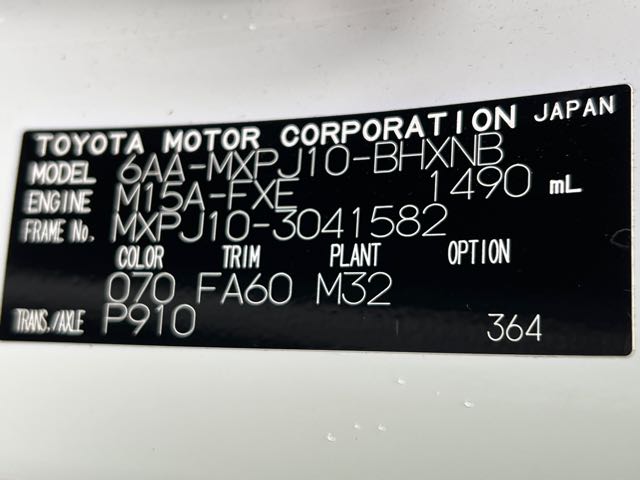 TOYOTA MOTOR CORPORATION JAPAN
MODEL 6AA-MXPJ10-BHXNB
ENGINE M15A-FXE 1490 mL
FRAME No. MXPJ10-3041582
COLOR TRIM PLANT OPTION
070 FA60 M32
TRANS./AXLE P910 364